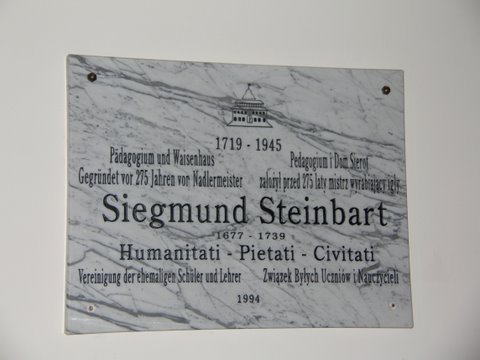 1719 - 1945
Pädagogium und Waisenhaus Pedagogium i Dom Sierot
Gegründet vor 275 Jahren von Nadlermeister założył przed 275 laty mistrz wyrabiający igły
Siegmund Steinbart
1677 - 1739
Humanitati - Pietati - Civitati
Vereinigung der ehemaligen Schüler und Lehrer Związek Byłych Uczniów i Nauczycieli
1994